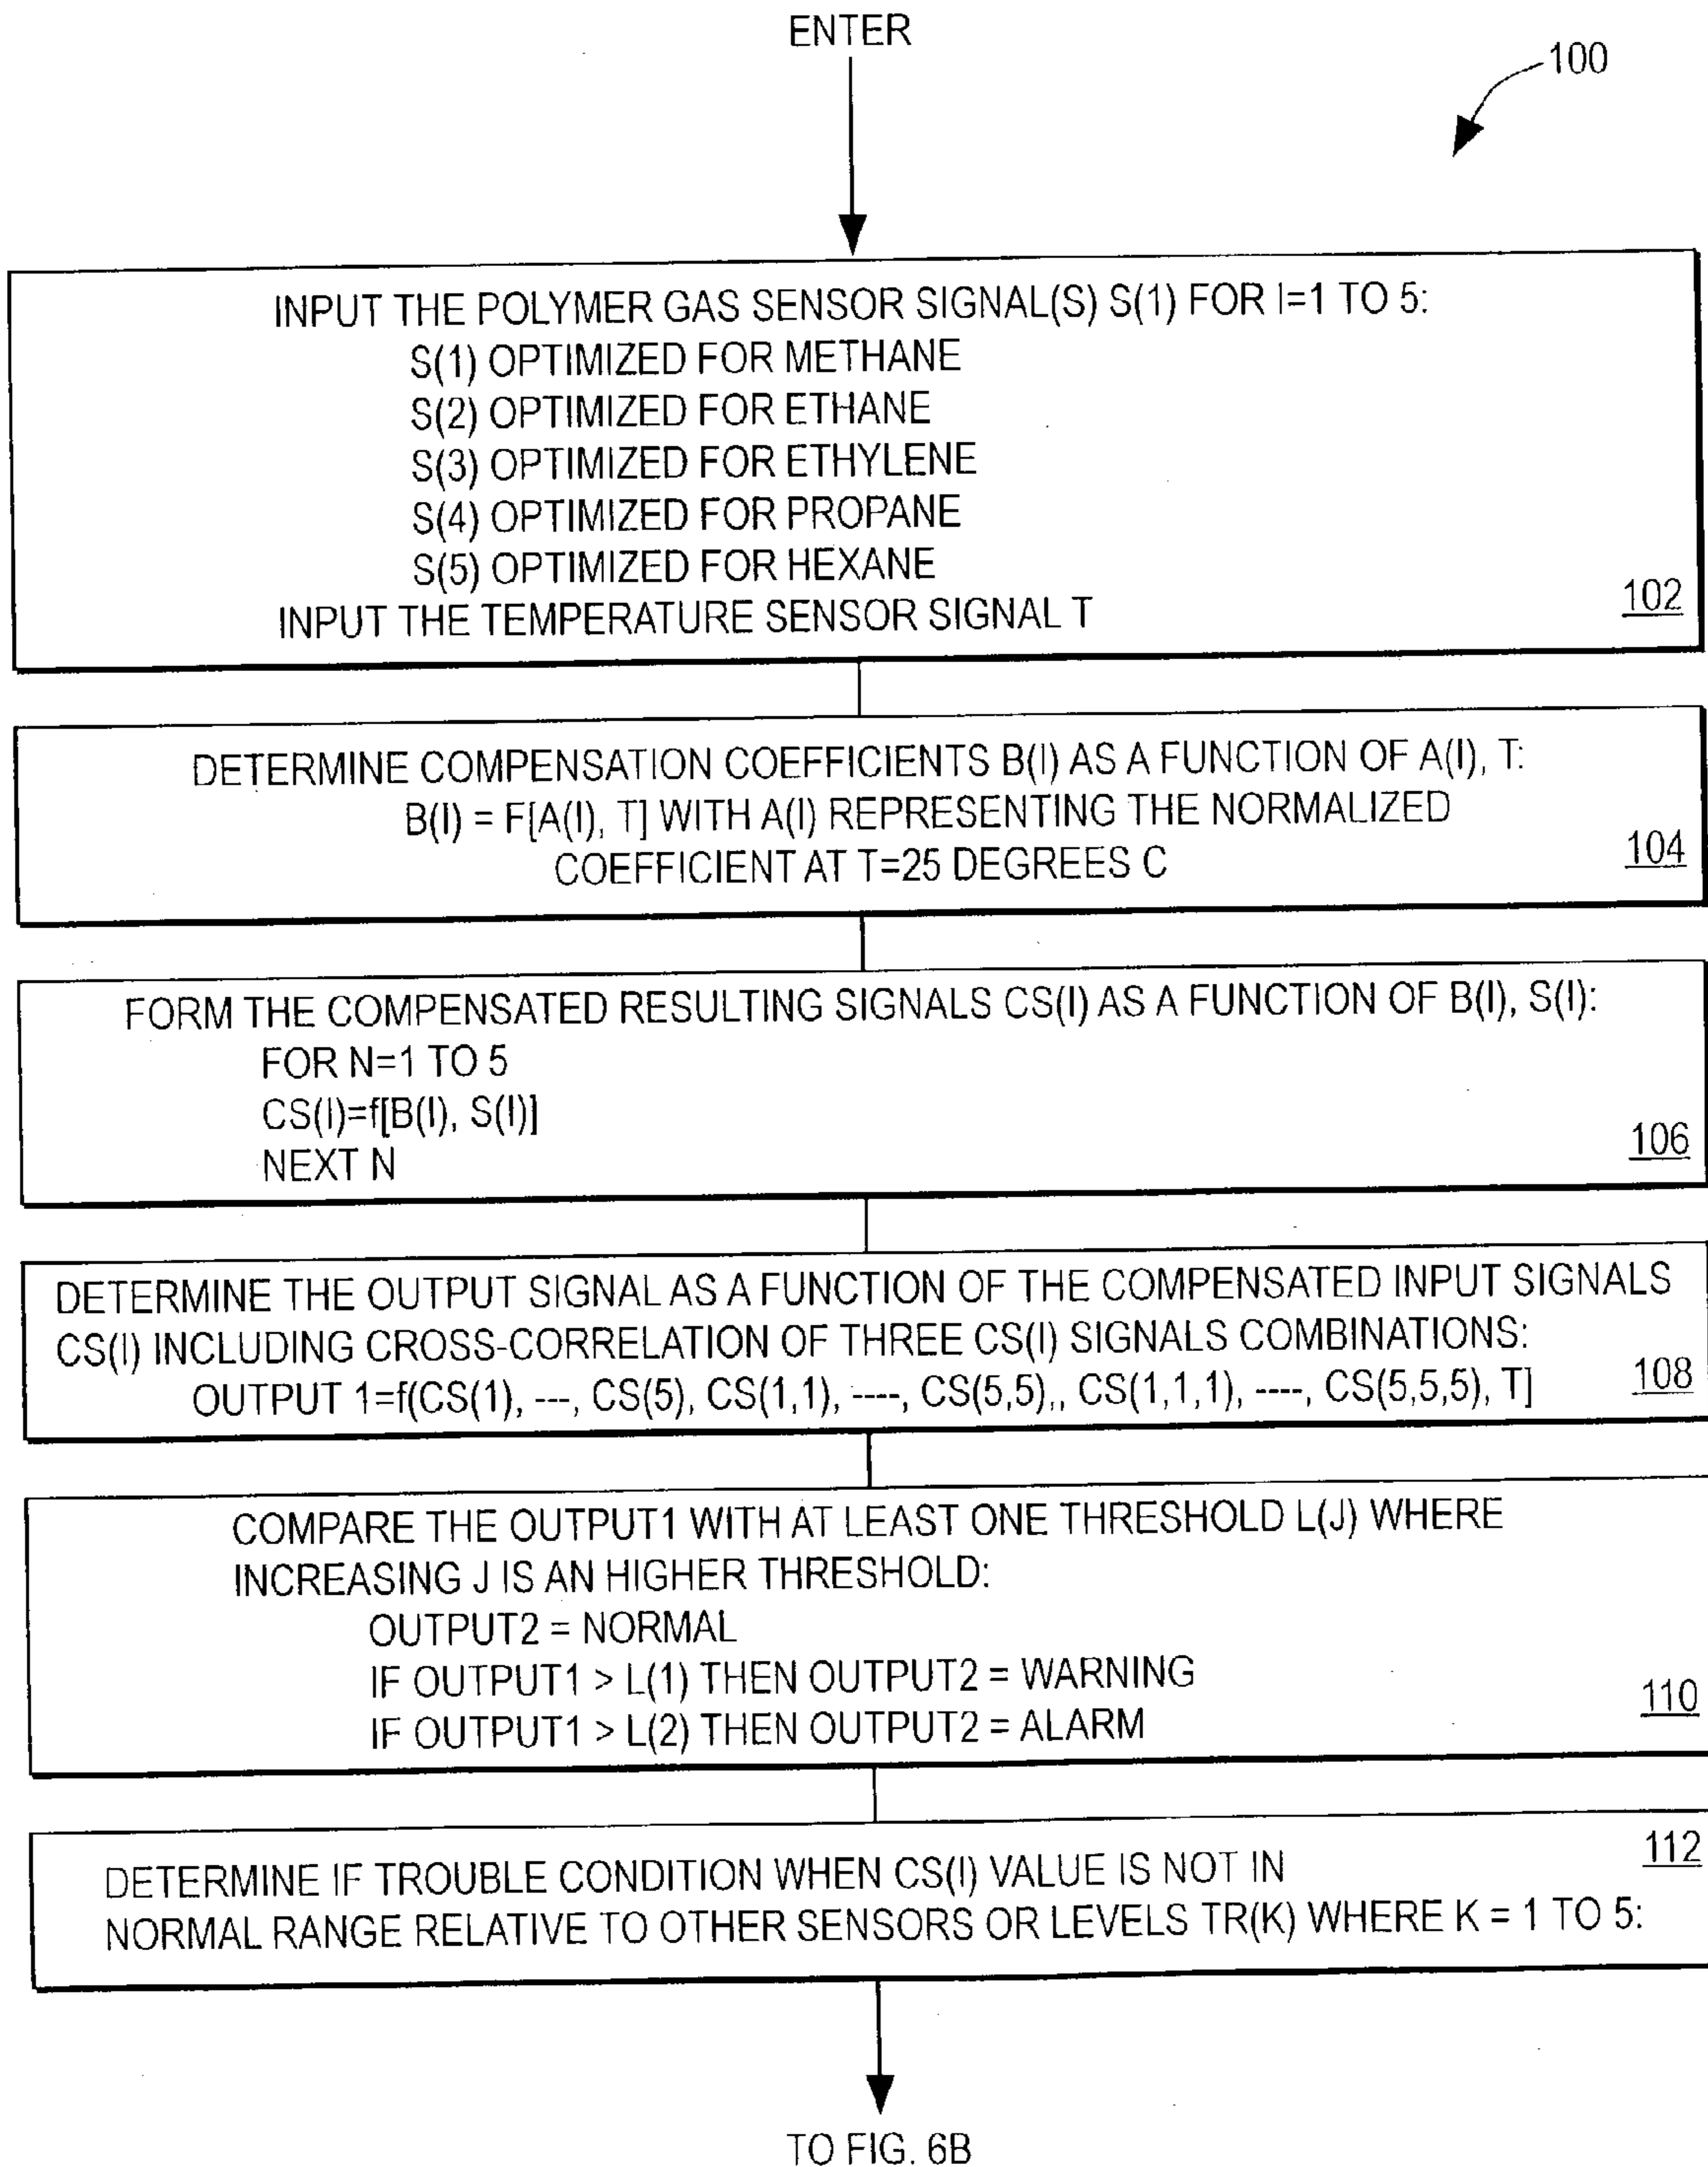 ENTER
100
INPUT THE POLYMER GAS SENSOR SIGNAL(S) S(1) FOR I=1 TO 5:
S(1) OPTIMIZED FOR METHANE
S(2) OPTIMIZED FOR ETHANE
S(3) OPTIMIZED FOR ETHYLENE
S(4) OPTIMIZED FOR PROPANE
S(5) OPTIMIZED FOR HEXANE
INPUT THE TEMPERATURE SENSOR SIGNAL T
102
DETERMINE COMPENSATION COEFFICIENTS B(I) AS A FUNCTION OF A(I), T:
B(I) = F[A(I), T] WITH A(I) REPRESENTING THE NORMALIZED
COEFFICIENT AT T=25 DEGREES C
104
FORM THE COMPENSATED RESULTING SIGNALS CS(I) AS A FUNCTION OF B(I), S(I):
FOR N=1 TO 5
CS(I)=f[B(I), S(I)]
NEXT N
106
DETERMINE THE OUTPUT SIGNAL AS A FUNCTION OF THE COMPENSATED INPUT SIGNALS
CS(I) INCLUDING CROSS-CORRELATION OF THREE CS(I) SIGNALS COMBINATIONS:
OUTPUT 1=f(CS(1), ---, CS(5), CS(1,1), ----, CS(5,5),, CS(1,1,1), ----, CS(5,5,5), T]
108
COMPARE THE OUTPUT1 WITH AT LEAST ONE THRESHOLD L(J) WHERE
INCREASING J IS AN HIGHER THRESHOLD:
OUTPUT2 = NORMAL
IF OUTPUT1 > L(1) THEN OUTPUT2 = WARNING
IF OUTPUT1 > L(2) THEN OUTPUT2 = ALARM
110
112
DETERMINE IF TROUBLE CONDITION WHEN CS(I) VALUE IS NOT IN
NORMAL RANGE RELATIVE TO OTHER SENSORS OR LEVELS TR(K) WHERE K = 1 TO 5:
TO FIG. 6B